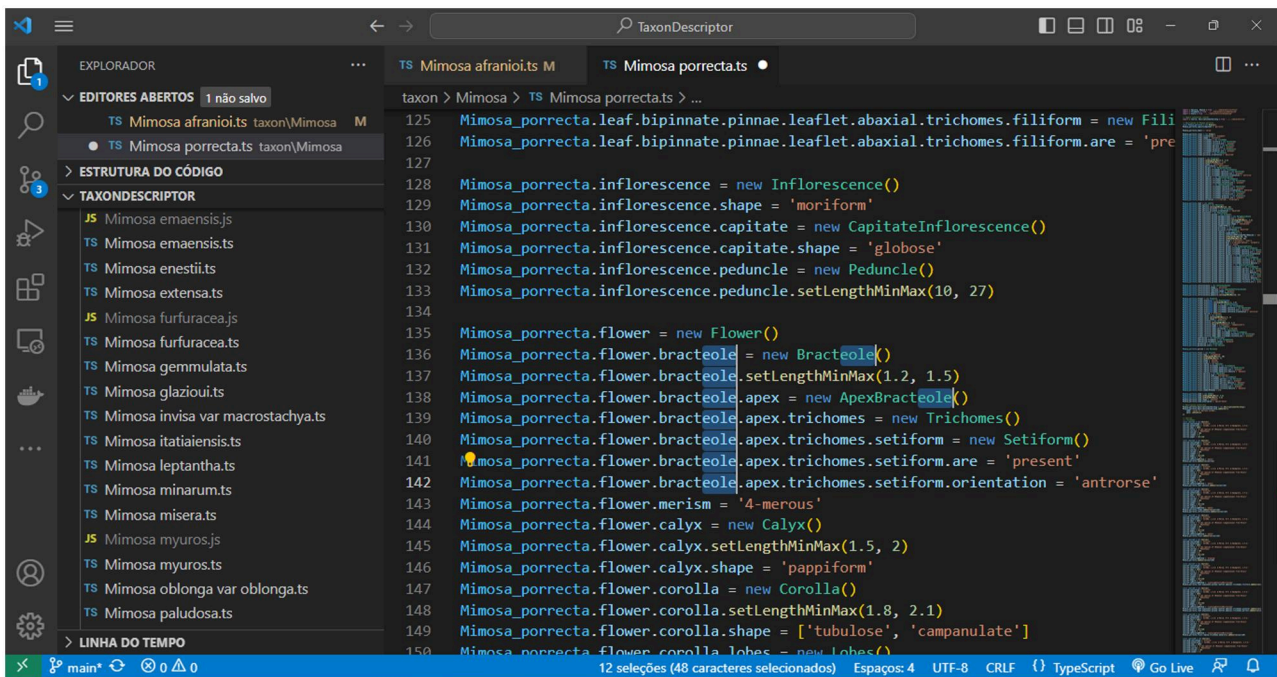 TaxonDescriptor
EXPLORADOR
EDITORES ABERTOS 1 não salvo
TS Mimosa afranioi.ts taxon\Mimosa M
TS Mimosa porrecta.ts taxon\Mimosa
ESTRUTURA DO CÓDIGO
TAXONDESCRIPTOR
JS Mimosa emaensis.js
TS Mimosa emaensis.ts
TS Mimosa enestii.ts
TS Mimosa extensa.ts
JS Mimosa furfuracea.js
TS Mimosa furfuracea.ts
TS Mimosa gemmulata.ts
TS Mimosa glazioui.ts
TS Mimosa invisa var macrostachya.ts
TS Mimosa itatiaiensis.ts
TS Mimosa leptantha.ts
TS Mimosa minarum.ts
TS Mimosa misera.ts
JS Mimosa myuros.js
TS Mimosa myuros.ts
TS Mimosa oblonga var oblonga.ts
TS Mimosa paludosa.ts
LINHA DO TEMPO
1
3
TS Mimosa afranioi.ts M
TS Mimosa porrecta.ts
taxon > Mimosa > TS Mimosa porrecta.ts > ...
125 Mimosa_porrecta.leaf.bipinnate.pinnae.leaflet.abaxial.trichomes.filiform = new Fili
126 Mimosa_porrecta.leaf.bipinnate.pinnae.leaflet.abaxial.trichomes.filiform.are = 'pre
127
128 Mimosa_porrecta.inflorescence = new Inflorescence()
129 Mimosa_porrecta.inflorescence.shape = 'moriform'
130 Mimosa_porrecta.inflorescence.capitate = new CapitateInflorescence()
131 Mimosa_porrecta.inflorescence.capitate.shape = 'globose'
132 Mimosa_porrecta.inflorescence.peduncle = new Peduncle()
133 Mimosa_porrecta.inflorescence.peduncle.setLengthMinMax(10, 27)
134
135 Mimosa_porrecta.flower = new Flower()
136 Mimosa_porrecta.flower.bracteole = new Bracteole()
137 Mimosa_porrecta.flower.bracteole.setLengthMinMax(1.2, 1.5)
138 Mimosa_porrecta.flower.bracteole.apex = new ApexBracteole()
139 Mimosa_porrecta.flower.bracteole.apex.trichomes = new Trichomes()
140 Mimosa_porrecta.flower.bracteole.apex.trichomes.setiform = new Setiform()
141 Mimosa_porrecta.flower.bracteole.apex.trichomes.setiform.are = 'present'
142 Mimosa_porrecta.flower.bracteole.apex.trichomes.setiform.orientation = 'antrorse'
143 Mimosa_porrecta.flower.merism = '4-merous'
144 Mimosa_porrecta.flower.calyx = new Calyx()
145 Mimosa_porrecta.flower.calyx.setLengthMinMax(1.5, 2)
146 Mimosa_porrecta.flower.calyx.shape = 'pappiform'
147 Mimosa_porrecta.flower.corolla = new Corolla()
148 Mimosa_porrecta.flower.corolla.setLengthMinMax(1.8, 2.1)
149 Mimosa_porrecta.flower.corolla.shape = ['tubulose', 'campanulate']
150 Mimosa_porrecta.flower.corolla.lobes = new Lobes()
main* 0 0 12 seleções (48 caracteres selecionados) Espaços: 4 UTF-8 CRLF {} TypeScript Go Live